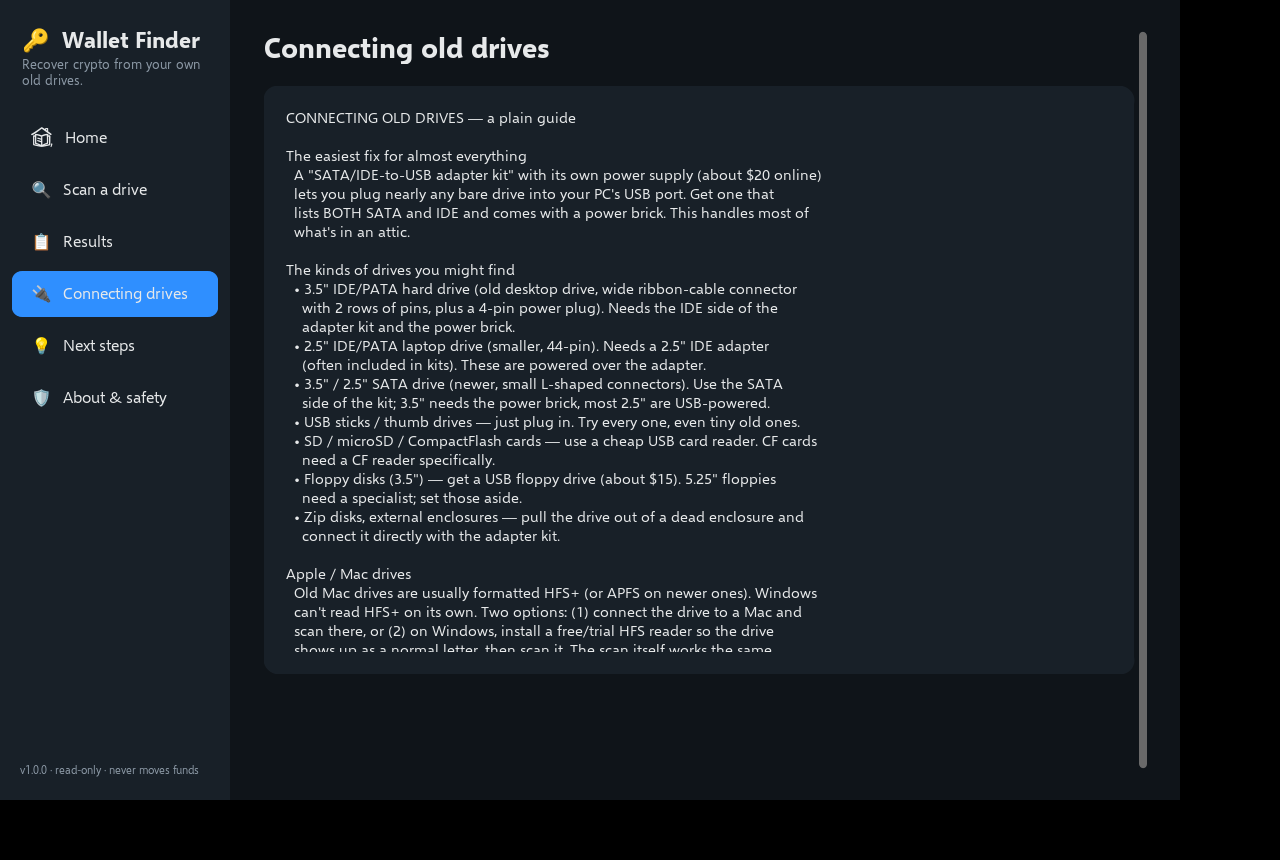 Wallet Finder
Recover crypto from your own
old drives.
Home
Scan a drive
Results
Connecting drives
Next steps
About & safety
v1.0.0 · read-only · never moves funds
Connecting old drives
CONNECTING OLD DRIVES — a plain guide
The easiest fix for almost everything
A "SATA/IDE-to-USB adapter kit" with its own power supply (about $20 online)
lets you plug nearly any bare drive into your PC's USB port. Get one that
lists BOTH SATA and IDE and comes with a power brick. This handles most of
what's in an attic.
The kinds of drives you might find
• 3.5" IDE/PATA hard drive (old desktop drive, wide ribbon-cable connector
with 2 rows of pins, plus a 4-pin power plug). Needs the IDE side of the
adapter kit and the power brick.
• 2.5" IDE/PATA laptop drive (smaller, 44-pin). Needs a 2.5" IDE adapter
(often included in kits). These are powered over the adapter.
• 3.5" / 2.5" SATA drive (newer, small L-shaped connectors). Use the SATA
side of the kit; 3.5" needs the power brick, most 2.5" are USB-powered.
• USB sticks / thumb drives — just plug in. Try every one, even tiny old ones.
• SD / microSD / CompactFlash cards — use a cheap USB card reader. CF cards
need a CF reader specifically.
• Floppy disks (3.5") — get a USB floppy drive (about $15). 5.25" floppies
need a specialist; set those aside.
• Zip disks, external enclosures — pull the drive out of a dead enclosure and
connect it directly with the adapter kit.
Apple / Mac drives
Old Mac drives are usually formatted HFS+ (or APFS on newer ones). Windows
can't read HFS+ on its own. Two options: (1) connect the drive to a Mac and
scan there, or (2) on Windows, install a free/trial HFS reader so the drive
shows up as a normal letter, then scan it. The scan itself works the same